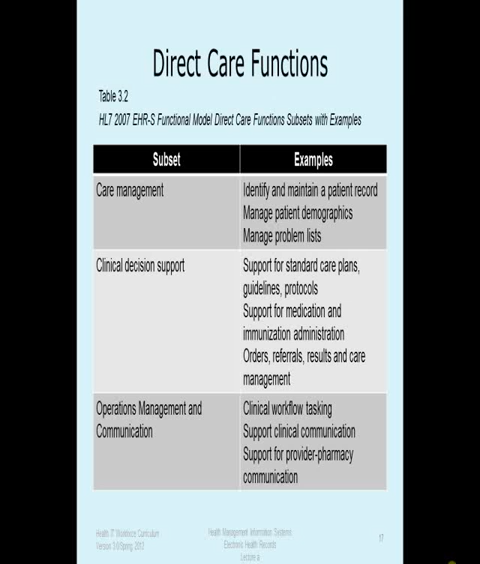 Direct Care Functions
Table 3.2
HL7 2007 EHR-S Functional Model Direct Care Functions Subsets with Examples
Subset Examples
Care management
Identify and maintain a patient record
Manage patient demographics
Manage problem lists
Clinical decision support
Support for standard care plans,
guidelines, protocols
Support for medication and
immunization administration
Orders, referrals, results and care
management
Operations Management and
Communication
Clinical workflow tasking
Support clinical communication
Support for provider-pharmacy
communication
Health IT Workforce Curriculum
Version 3.0/Spring 2012
Health Management Information Systems
Electronic Health Records
Lecture a
17